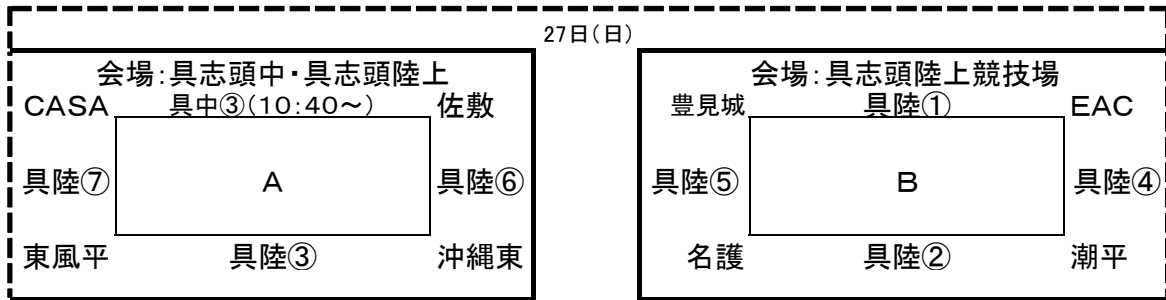 27日(日)
会場:具志頭中・具志頭陸上
CASA 具中③(10:40~) 佐敷
具陸⑦ A 具陸⑥
東風平 具陸③ 沖縄東
会場:具志頭陸上競技場
豊見城 具陸① EAC
具陸⑤ B 具陸④
名護 具陸② 潮平